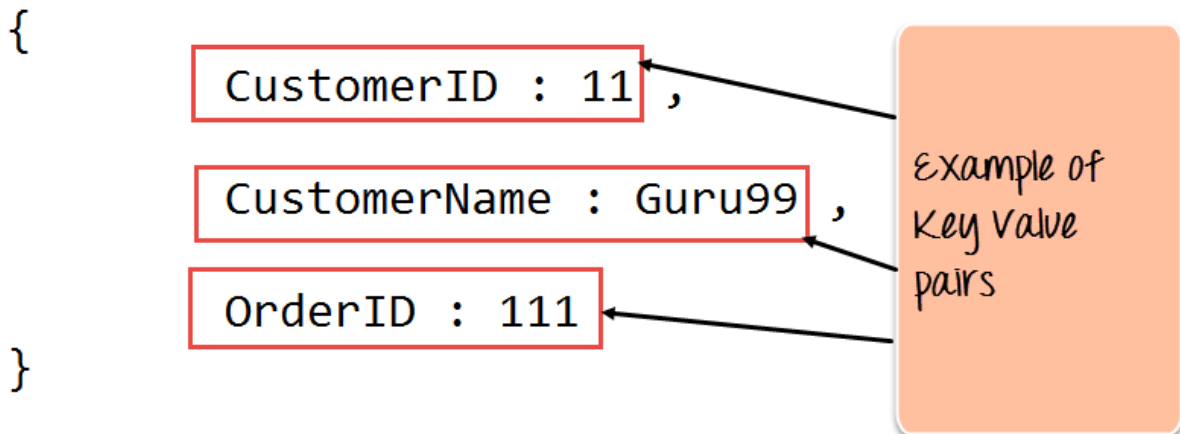 {
CustomerID : 11 ,
CustomerName : Guru99 ,
OrderID : 111
}
Example of
Key Value
pairs